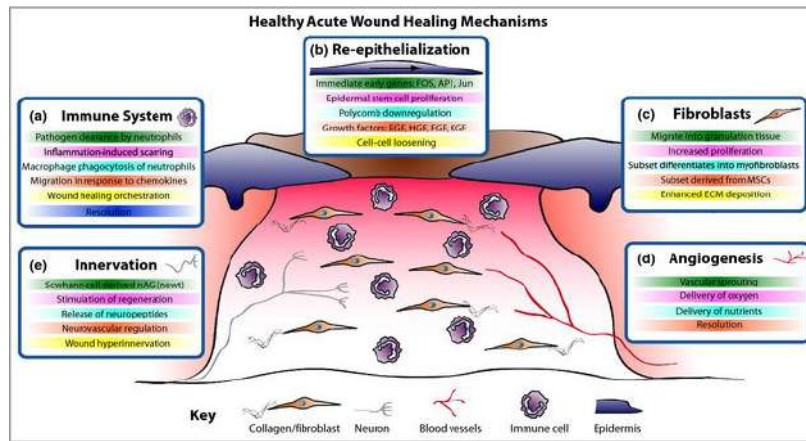 Healthy Acute Wound Healing Mechanisms
(b) Re-epithelialization
Immediate early genes: FOS, AP1, Jun
Epidermal stem cell proliferation
Polycomb downregulation
Growth factors: EGF, HGF, FGF, KGF
Cell-cell loosening
(a) Immune System
Pathogen clearance by neutrophils
Inflammation-induced scaring
Macrophage phagocytosis of neutrophils
Migration in response to chemokines
Wound healing orchestration
Resolution
(c) Fibroblasts
Migrate into granulation tissue
Increased proliferation
Subset differentiates into myofibroblasts
Subset derived from MSCs
Enhanced ECM deposition
(e) Innervation
Scwhann cell derived nAG (newt)
Stimulation of regeneration
Release of neuropeptides
Neurovascular regulation
Wound hyperinnervation
(d) Angiogenesis
Vascular sprouting
Delivery of oxygen
Delivery of nutrients
Resolution
Key
Collagen/fibroblast
Neuron
Blood vessels
Immune cell
Epidermis